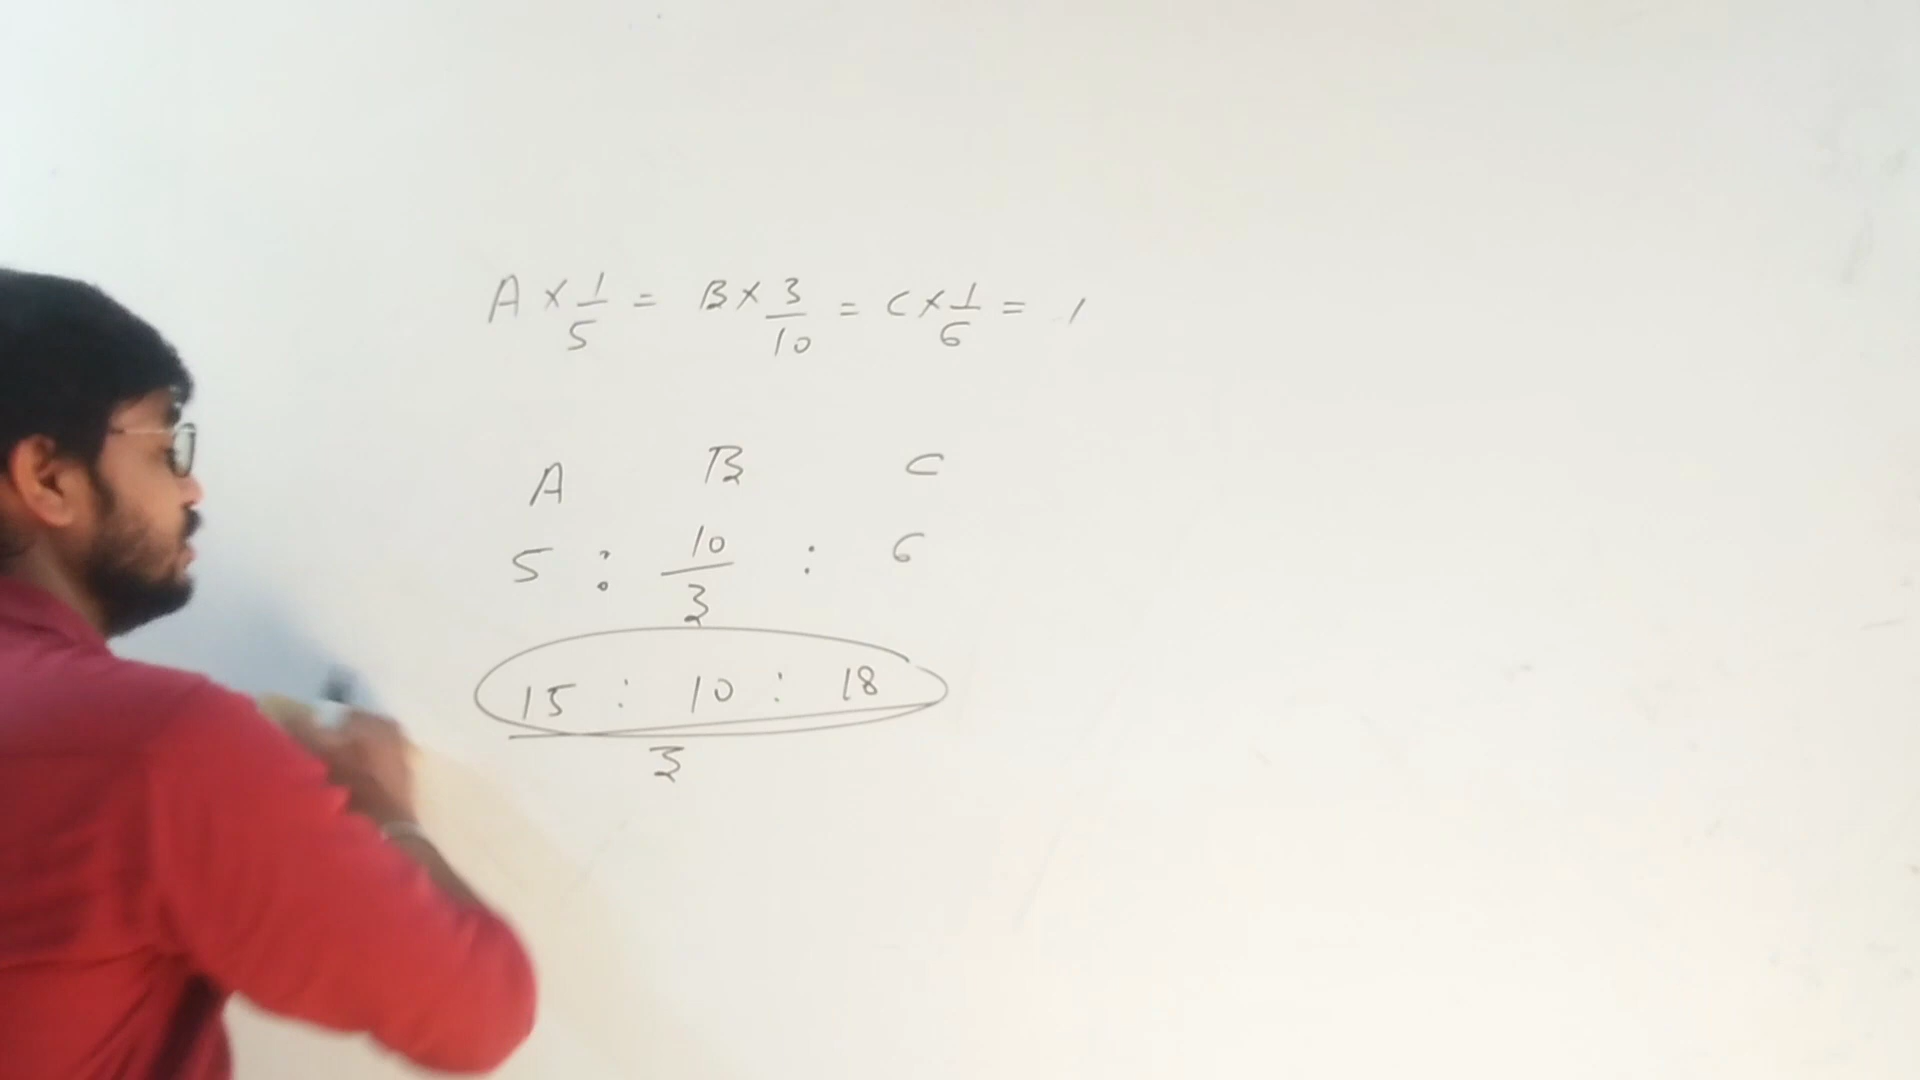 A × 1/5 = B × 3/10 = C × 1/6 = 1
A B C
5 : 10/3 : 6
15 : 10 : 18
3